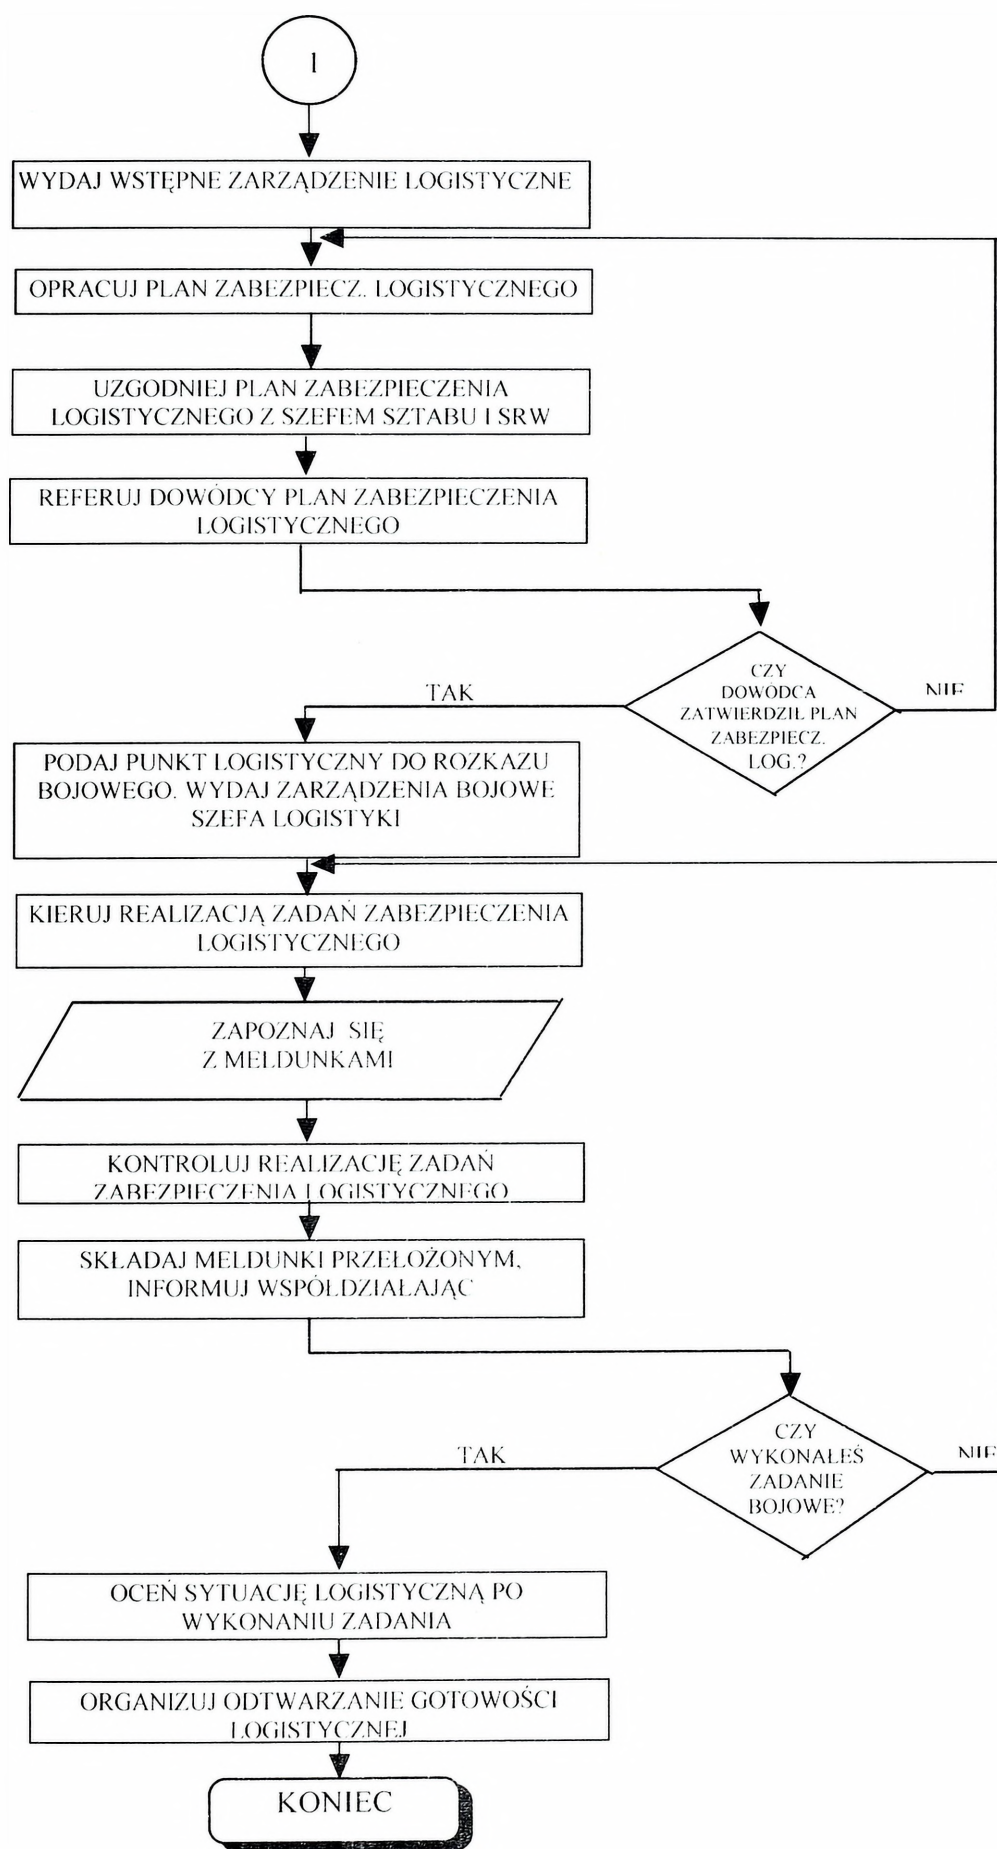 1
WYDAJ WSTĘPNE ZARZĄDZENIE LOGISTYCZNE
OPRACUJ PLAN ZABEZPIECZ. LOGISTYCZNEGO
UZGODNIEJ PLAN ZABEZPIECZENIA
LOGISTYCZNEGO Z SZEFEM SZTABU I SRW
REFERUJ DOWÓDCY PLAN ZABEZPIECZENIA
LOGISTYCZNEGO
CZY
DOWÓDCA
ZATWIERDZIŁ PLAN
ZABEZPIECZ.
LOG.?
TAK
NIE
PODAJ PUNKT LOGISTYCZNY DO ROZKAZU
BOJOWEGO. WYDAJ ZARZĄDZENIA BOJOWE
SZEFA LOGISTYKI
KIERUJ REALIZACJĄ ZADAŃ ZABEZPIECZENIA
LOGISTYCZNEGO
ZAPOZNAJ SIĘ
Z MELDUNKAMI
KONTROLUJ REALIZACJĘ ZADAŃ
ZABEZPIECZENIA LOGISTYCZNEGO
SKŁADAJ MELDUNKI PRZEŁOŻONYM,
INFORMUJ WSPÓŁDZIAŁAJĄC
CZY
WYKONAŁEŚ
ZADANIE
BOJOWE?
TAK
NIE
OCEŃ SYTUACJĘ LOGISTYCZNĄ PO
WYKONANIU ZADANIA
ORGANIZUJ ODTWARZANIE GOTOWOŚCI
LOGISTYCZNEJ
KONIEC